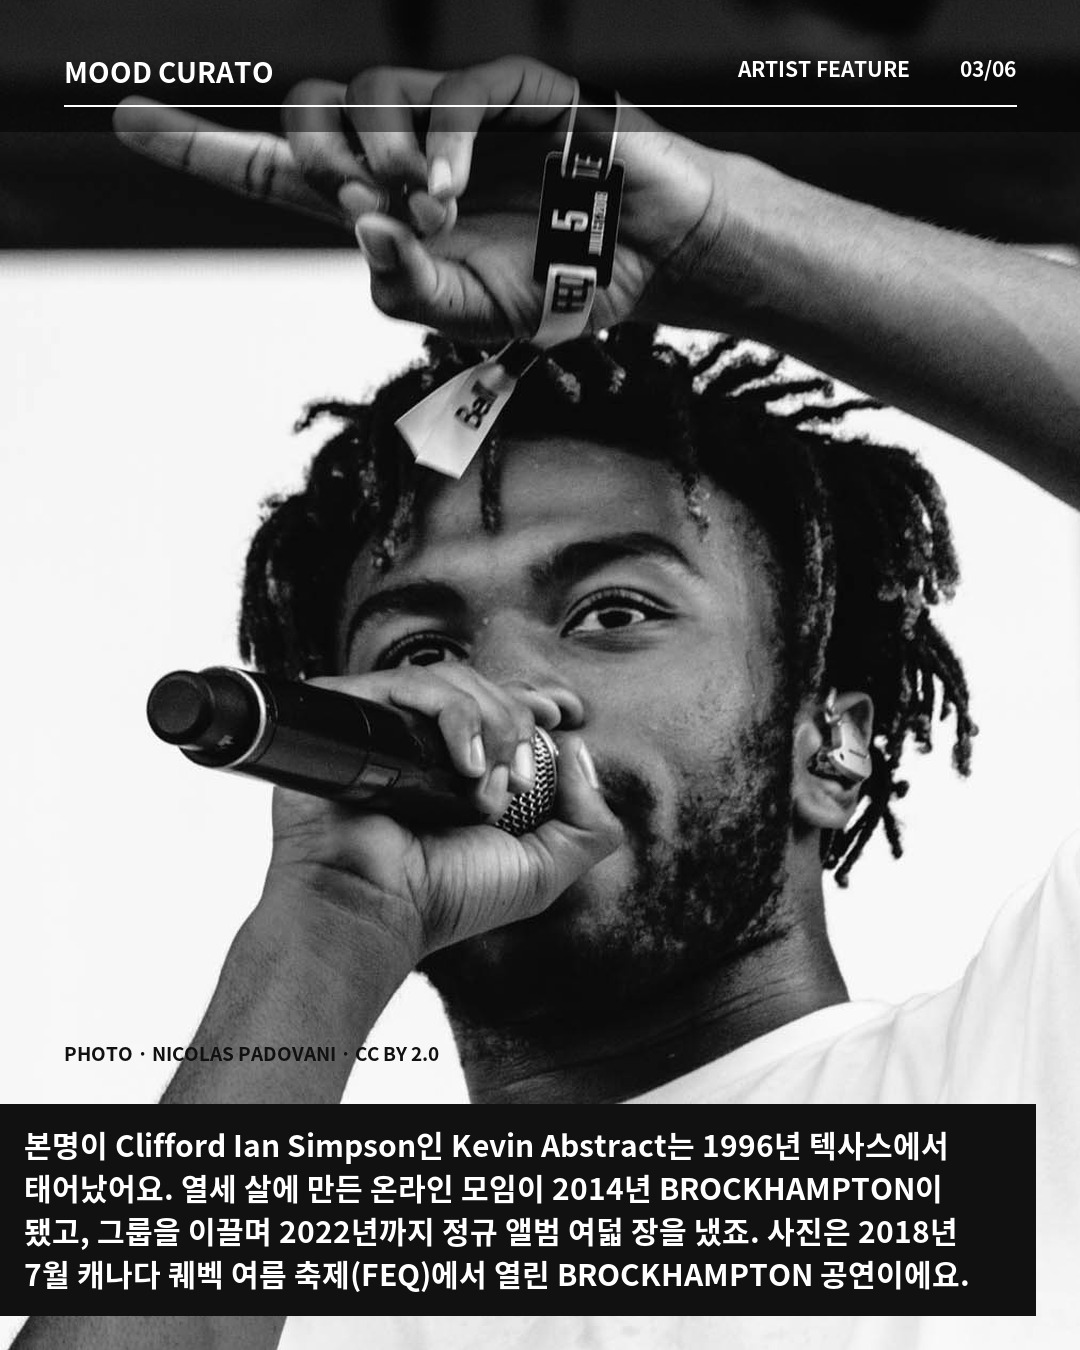 MOOD CURATO
ARTIST FEATURE 03/06
5
Bell
PHOTO · NICOLAS PADOVANI · CC BY 2.0
본명이 Clifford Ian Simpson인 Kevin Abstract는 1996년 텍사스에서
태어났어요. 열세 살에 만든 온라인 모임이 2014년 BROCKHAMPTON이
됐고, 그룹을 이끌며 2022년까지 정규 앨범 여덟 장을 냈죠. 사진은 2018년
7월 캐나다 퀘벡 여름 축제(FEQ)에서 열린 BROCKHAMPTON 공연이에요.